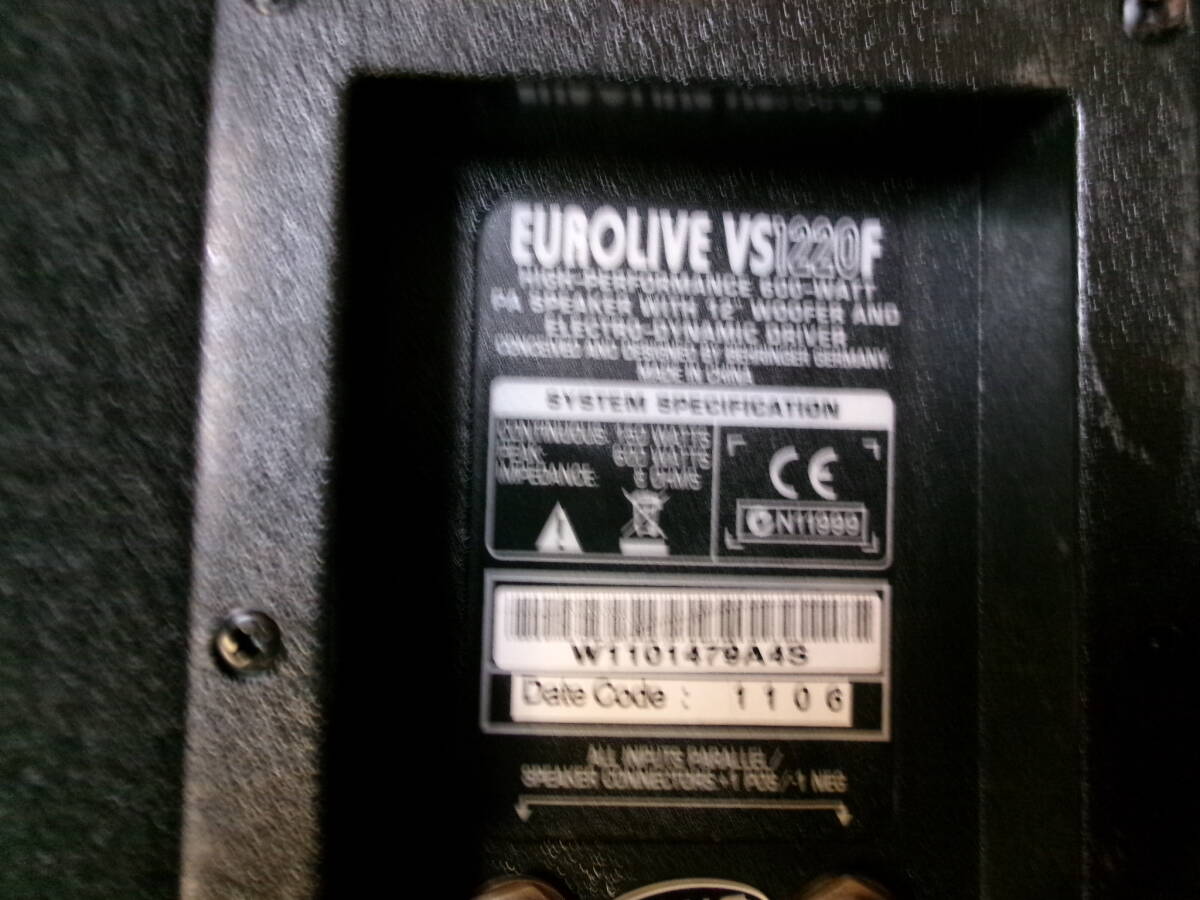 EUROLIVE VS1220F
HIGH-PERFORMANCE 600-WATT
PA SPEAKER WITH 12" WOOFER AND
ELECTRO-DYNAMIC DRIVER
CONCEIVED AND DESIGNED BY BEHRINGER GERMANY.
MADE IN CHINA
SYSTEM SPECIFICATION
CONTINUOUS: WATTS
PEAK: 600 WATTS
IMPEDANCE: OHMS
CE
N11999
W1101479A4S
Date Code : 1106
ALL INPUTS PARALLEL/
SPEAKER CONNECTORS +1 POS / -1 NEG